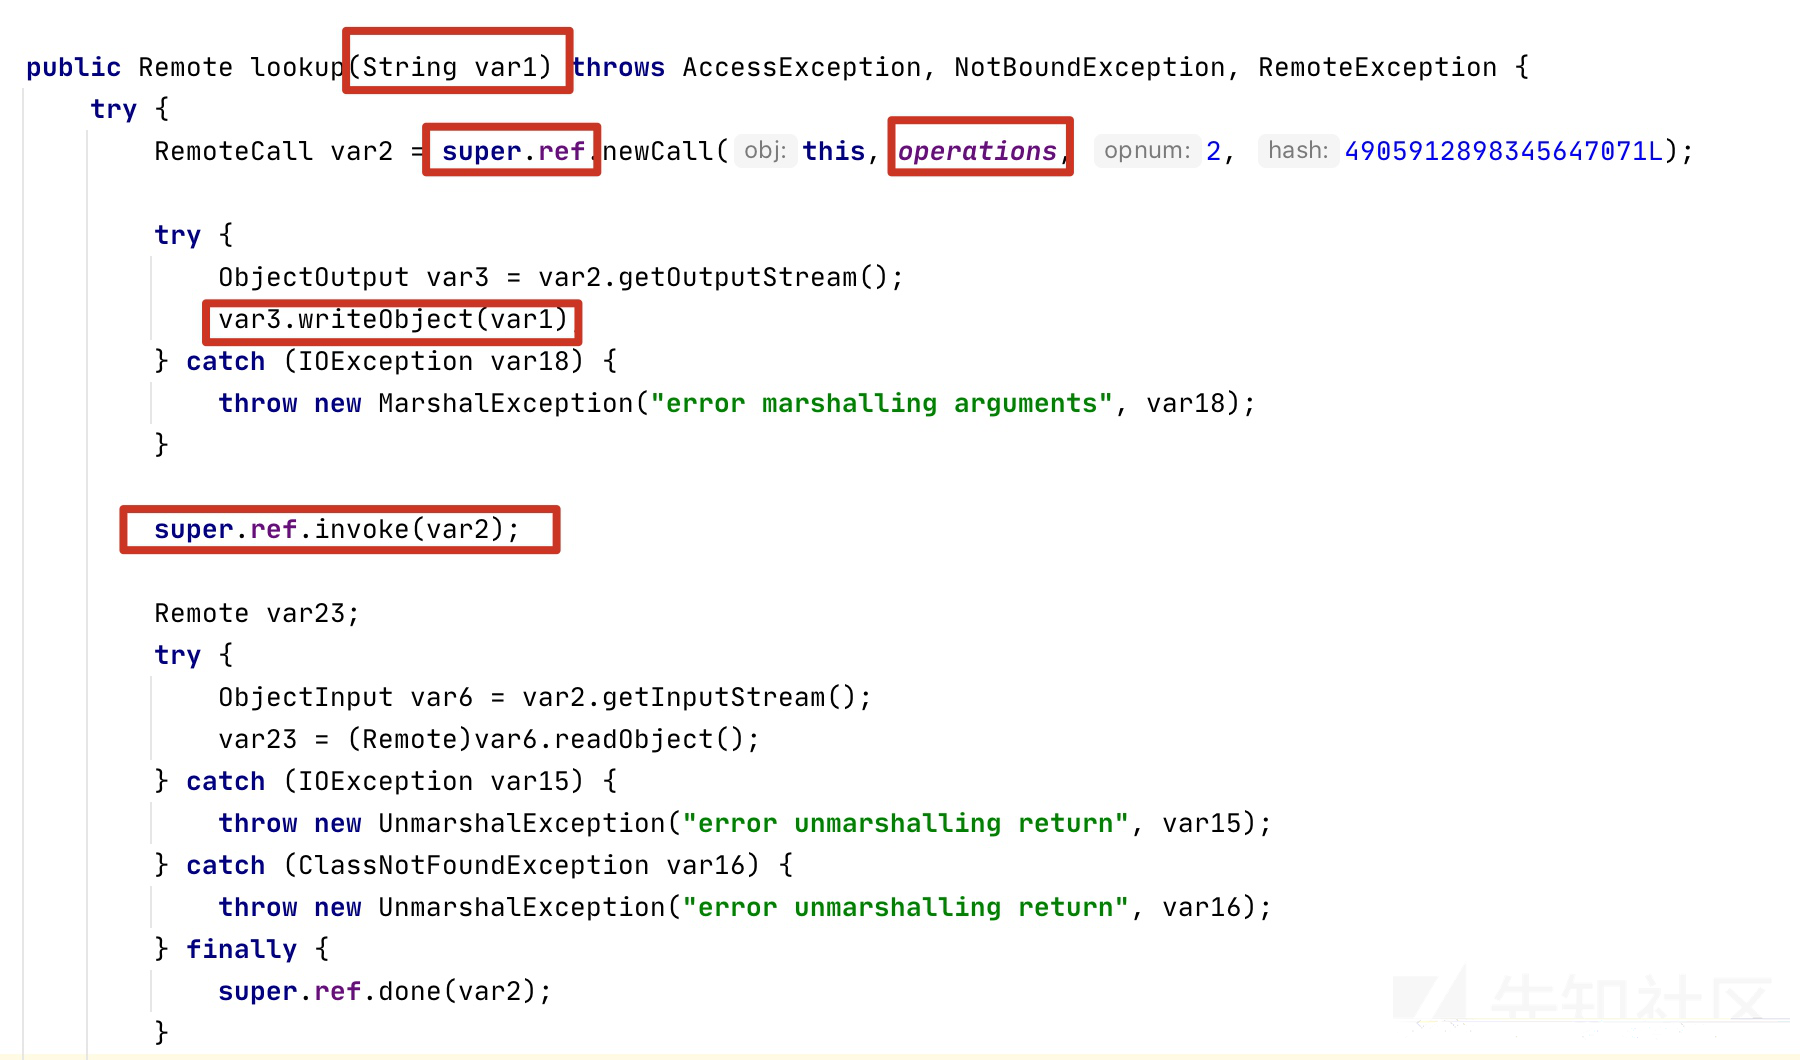 public Remote lookup(String var1) throws AccessException, NotBoundException, RemoteException {
try {
RemoteCall var2 = super.ref.newCall( obj: this, operations, opnum: 2, hash: 4905912898345647071L);
try {
ObjectOutput var3 = var2.getOutputStream();
var3.writeObject(var1)
} catch (IOException var18) {
throw new MarshalException("error marshalling arguments", var18);
}
super.ref.invoke(var2);
Remote var23;
try {
ObjectInput var6 = var2.getInputStream();
var23 = (Remote)var6.readObject();
} catch (IOException var15) {
throw new UnmarshalException("error unmarshalling return", var15);
} catch (ClassNotFoundException var16) {
throw new UnmarshalException("error unmarshalling return", var16);
} finally {
super.ref.done(var2);
}
先知社区